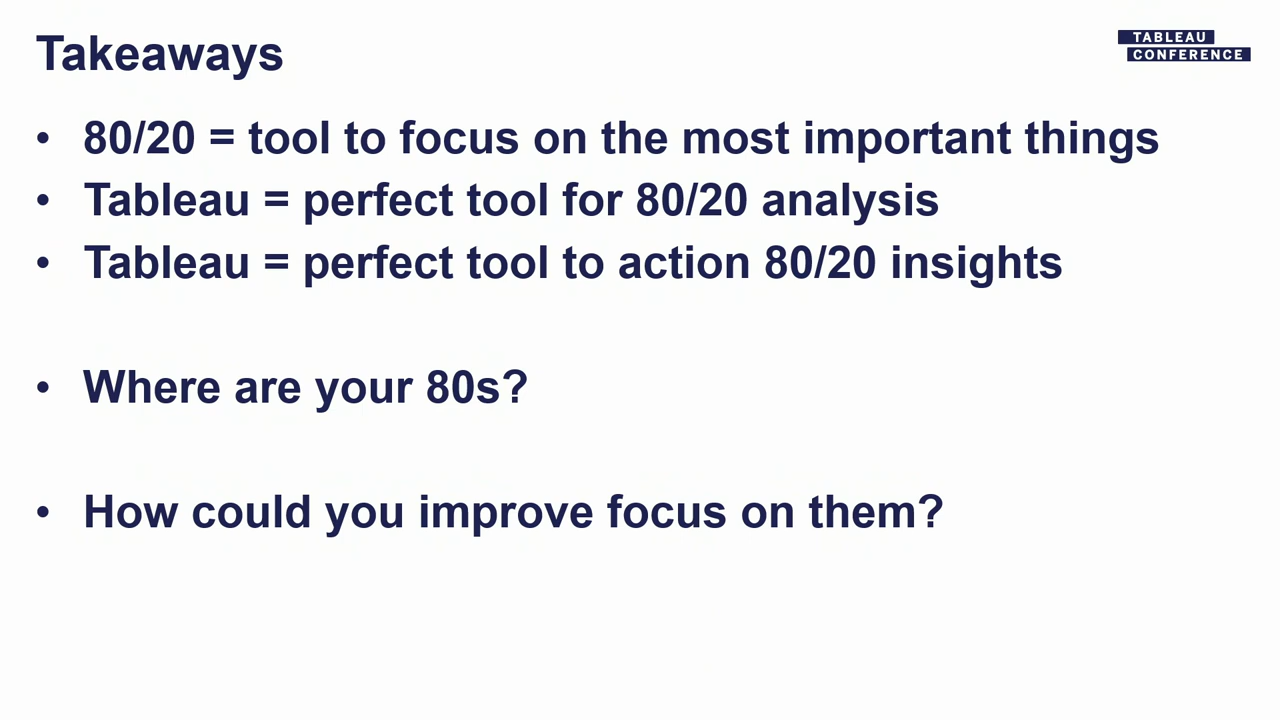 Takeaways
TABLEAU
CONFERENCE
• 80/20 = tool to focus on the most important things
• Tableau = perfect tool for 80/20 analysis
• Tableau = perfect tool to action 80/20 insights
• Where are your 80s?
• How could you improve focus on them?